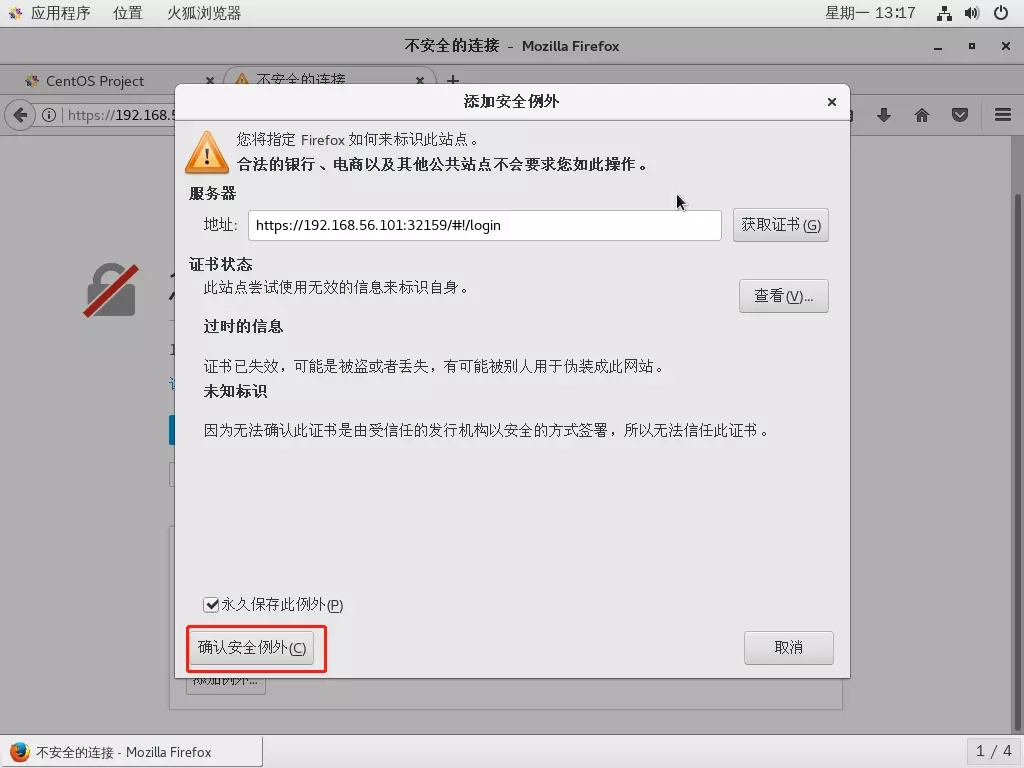 应用程序 位置 火狐浏览器 星期一 13:17
不安全的连接 - Mozilla Firefox
CentOS Project 不安全的连接
https://192.168.5
添加安全例外
您将指定 Firefox 如何来标识此站点。
合法的银行、电商以及其他公共站点不会要求您如此操作。
服务器
地址: https://192.168.56.101:32159/#!/login 获取证书(G)
证书状态
此站点尝试使用无效的信息来标识自身。
查看(V)...
过时的信息
证书已失效，可能是被盗或者丢失，有可能被别人用于伪装成此网站。
未知标识
因为无法确认此证书是由受信任的发行机构以安全的方式签署，所以无法信任此证书。
永久保存此例外(P)
确认安全例外(C) 取消
添加例外...
不安全的连接 - Mozilla Firefox 1 / 4